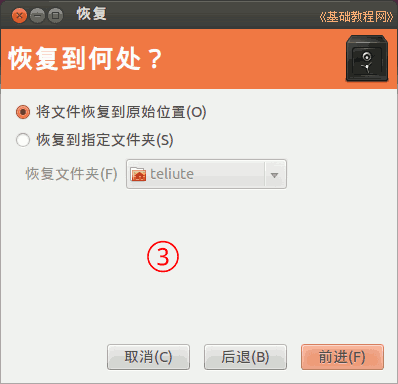 恢复
《基础教程网》
恢复到何处？
将文件恢复到原始位置(O)
恢复到指定文件夹(S)
恢复文件夹(F) teliute
③
取消(C) 后退(B) 前进(F)